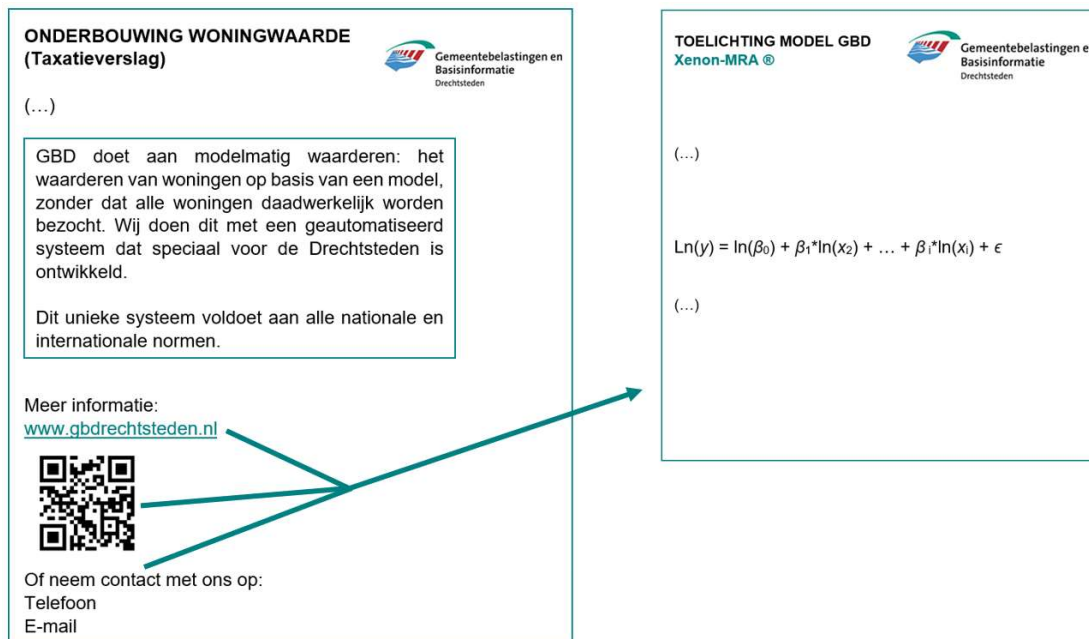 ONDERBOUWING WONINGWAARDE
(Taxatieverslag)
Gemeentebelastingen en
Basisinformatie
Drechtsteden
(…)
GBD doet aan modelmatig waarderen: het
waarderen van woningen op basis van een model,
zonder dat alle woningen daadwerkelijk worden
bezocht. Wij doen dit met een geautomatiseerd
systeem dat speciaal voor de Drechtsteden is
ontwikkeld.
Dit unieke systeem voldoet aan alle nationale en
internationale normen.
Meer informatie:
www.gbdrechtsteden.nl
Of neem contact met ons op:
Telefoon
E-mail
TOELICHTING MODEL GBD
Xenon-MRA ®
Gemeentebelastingen e
Basisinformatie
Drechtsteden
(…)
Ln(y) = ln(β₀) + β₁*ln(x₂) + … + βᵢ*ln(xᵢ) + ϵ
(…)